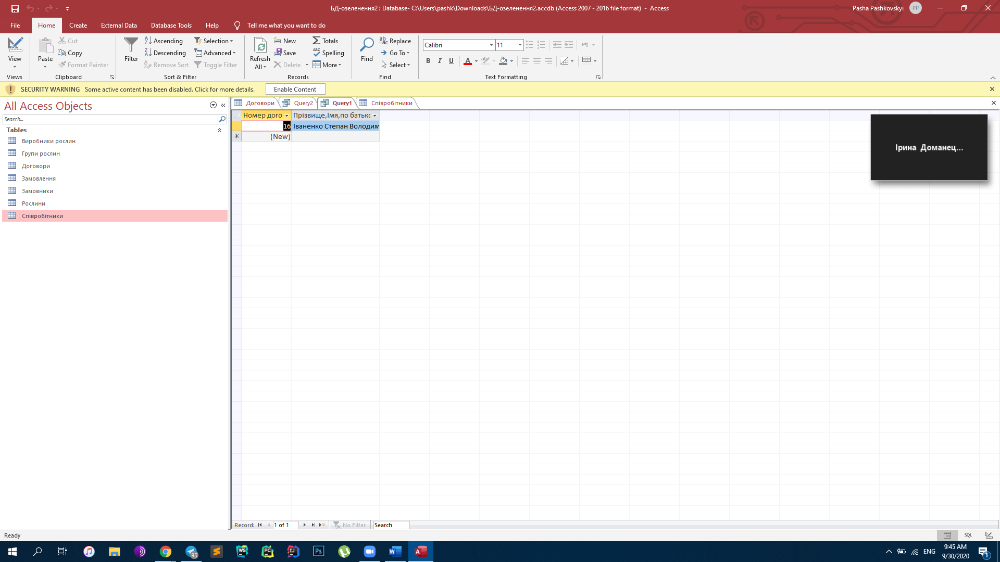 БД-озеленення2 : Database- C:\Users\pashk\Downloads\БД-озеленення2.accdb (Access 2007 - 2016 file format)  -  Access
Pasha Pashkovskyi
PP
File
Home
Create
External Data
Database Tools
Help
Tell me what you want to do
View
Views
Paste
Cut
Copy
Format Painter
Clipboard
Filter
Ascending
Descending
Remove Sort
Selection
Advanced
Toggle Filter
Sort & Filter
Refresh
All
New
Save
Delete
Totals
Spelling
More
Records
Find
Replace
Go To
Select
Find
Calibri
11
B I U
Text Formatting
SECURITY WARNING Some active content has been disabled. Click for more details.
Enable Content
All Access Objects
Search...
Tables
Виробники рослин
Групи рослин
Договори
Замовлення
Замовники
Рослини
Співробітники
Договори
Query2
Query1
Співробітники
Номер дого
Прізвище,Імя,по батькс
16
Іваненко Степан Володим
(New)
Ірина Доманец...
Record:
1 of 1
No Filter
Search
Ready
SQL
96
ENG
9:45 AM
9/30/2020
1